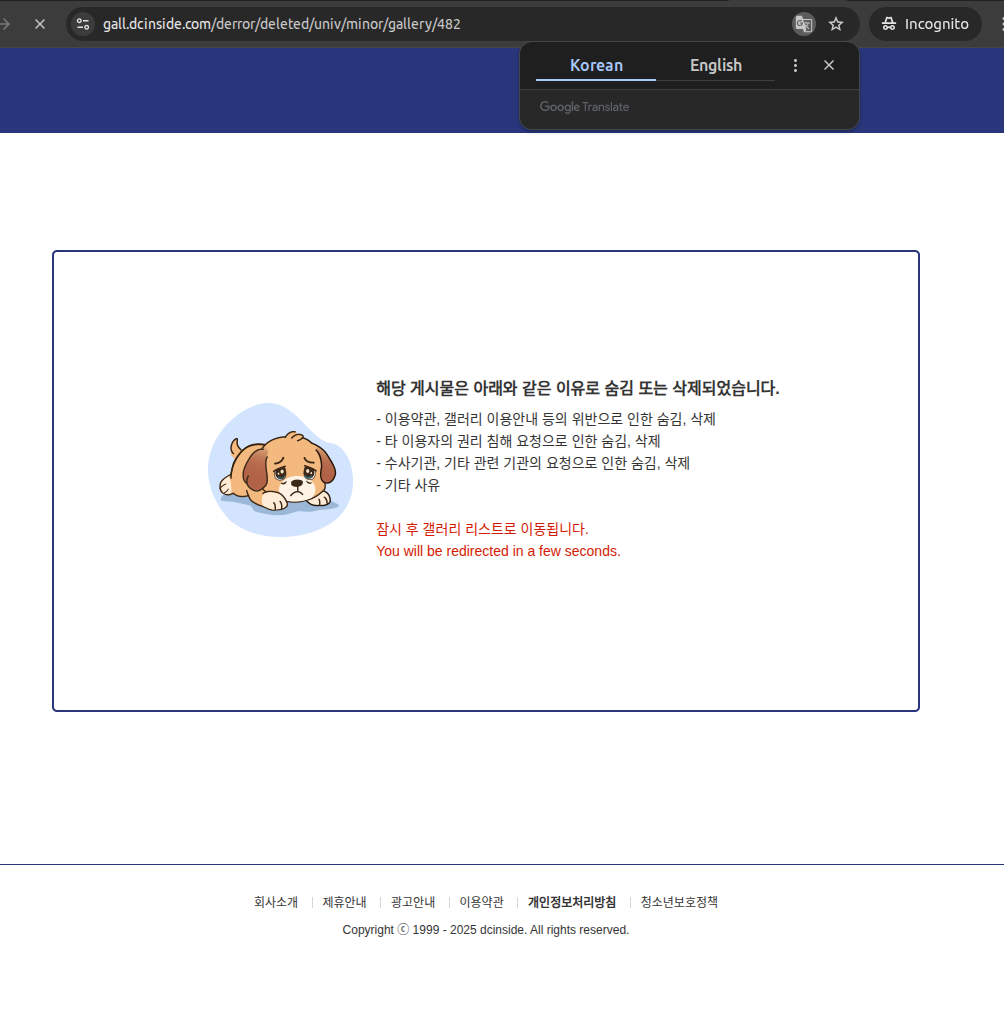 gall.dcinside.com/derror/deleted/univ/minor/gallery/482
Incognito
Korean English
Google Translate
해당 게시물은 아래와 같은 이유로 숨김 또는 삭제되었습니다.
- 이용약관, 갤러리 이용안내 등의 위반으로 인한 숨김, 삭제
- 타 이용자의 권리 침해 요청으로 인한 숨김, 삭제
- 수사기관, 기타 관련 기관의 요청으로 인한 숨김, 삭제
- 기타 사유
잠시 후 갤러리 리스트로 이동됩니다.
You will be redirected in a few seconds.
회사소개 제휴안내 광고안내 이용약관 개인정보처리방침 청소년보호정책
Copyright ⓒ 1999 - 2025 dcinside. All rights reserved.